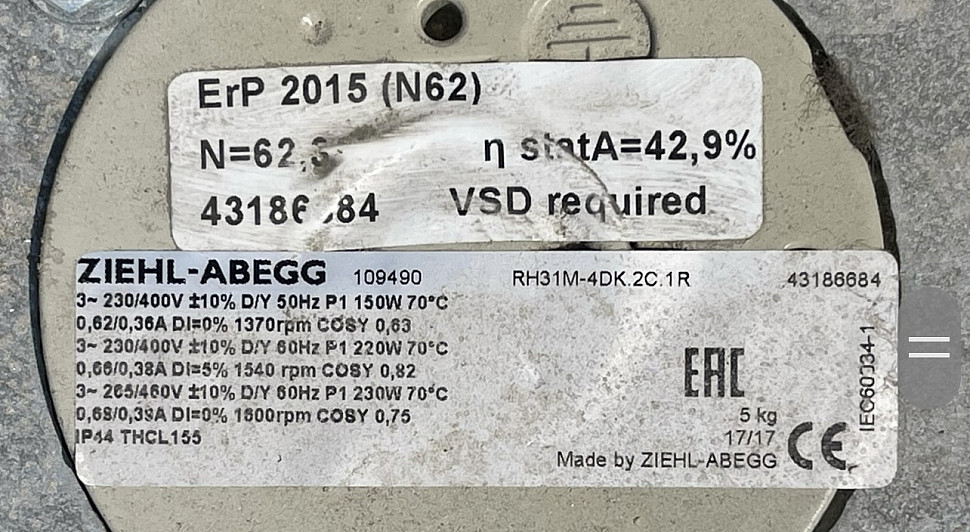 ErP 2015 (N62)
N=62, η statA=42,9%
43186 84 VSD required
ZIEHL-ABEGG 109490 RH31M-4DK.2C.1R 43186684
3~ 230/400V ±10% D/Y 50Hz P1 150W 70°C
0,62/0,36A DI=0% 1370rpm COSY 0,63
3~ 230/400V ±10% D/Y 60Hz P1 220W 70°C
0,66/0,38A DI=5% 1540 rpm COSY 0,82
3~ 265/460V ±10% D/Y 60Hz P1 230W 70°C
0,68/0,39A DI=0% 1600rpm COSY 0,75
IP44 THCL155
EAC
5 kg
17/17
Made by ZIEHL-ABEGG
CE
IEC60034-1